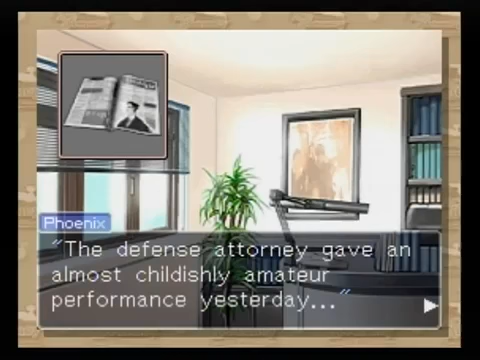 Phoenix
"The defense attorney gave an
almost childishly amateur
performance yesterday..."